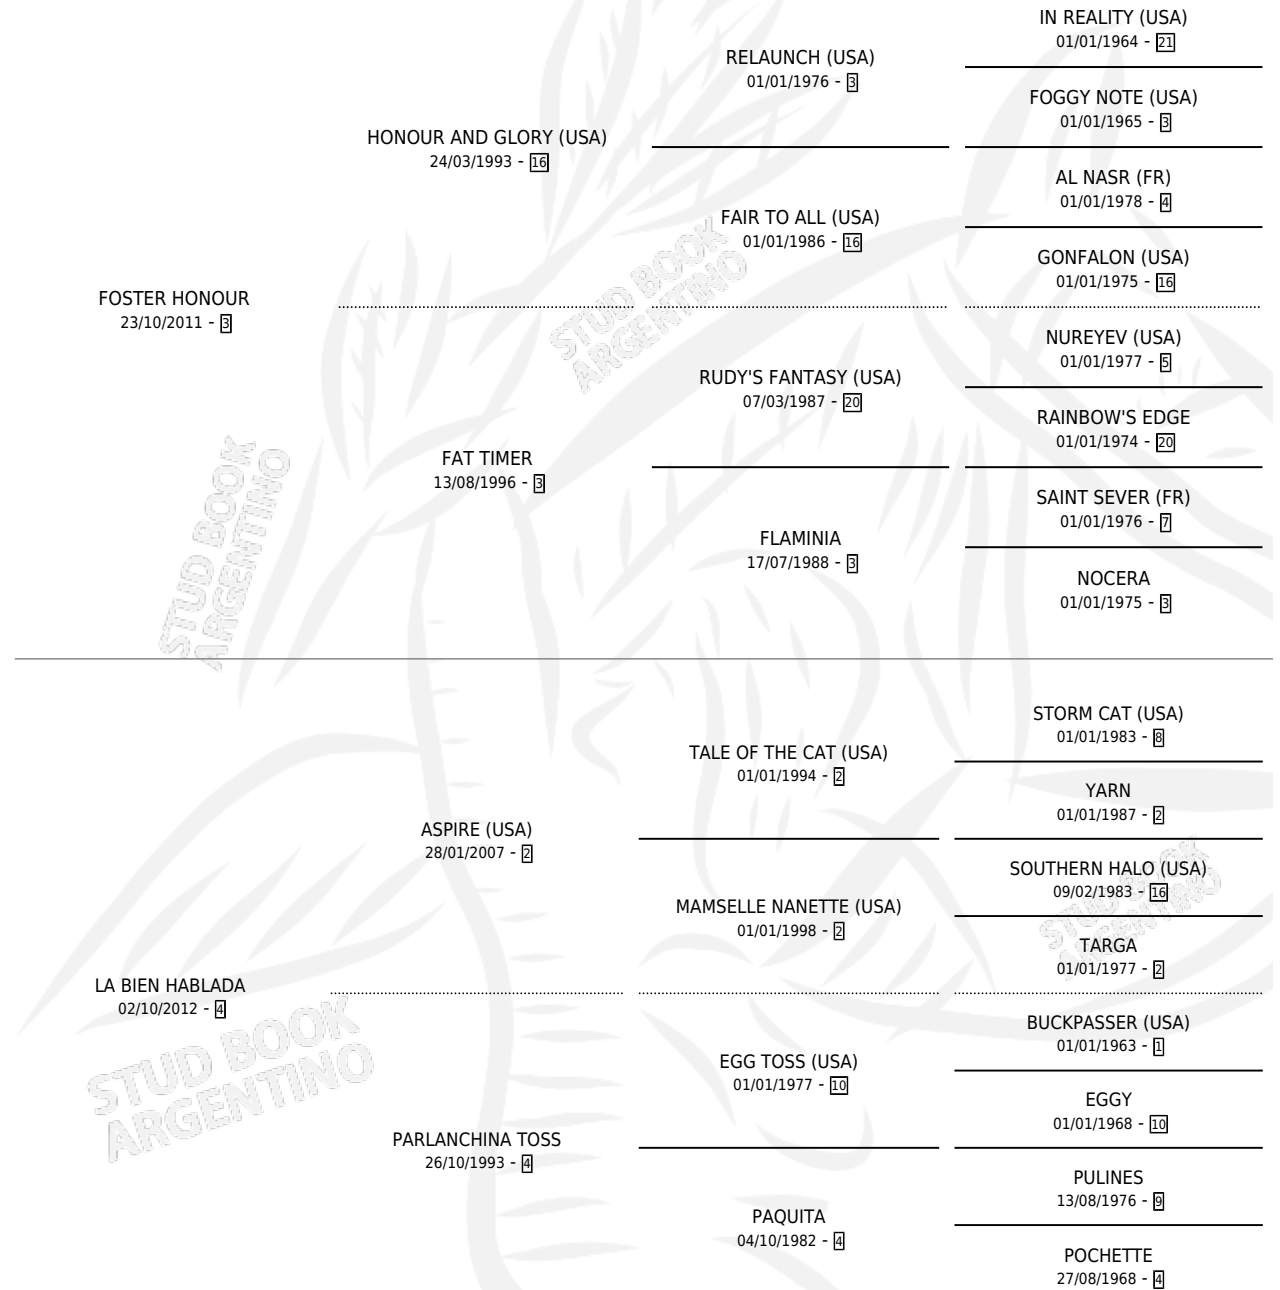 IN REALITY (USA)
01/01/1964 - 21
RELAUNCH (USA)
01/01/1976 - 3
FOGGY NOTE (USA)
01/01/1965 - 3
HONOUR AND GLORY (USA)
24/03/1993 - 16
AL NASR (FR)
01/01/1978 - 4
FAIR TO ALL (USA)
01/01/1986 - 16
GONFALON (USA)
01/01/1975 - 16
FOSTER HONOUR
23/10/2011 - 3
STUD BOOK
ARGENTINO
NUREYEV (USA)
01/01/1977 - 5
RUDY'S FANTASY (USA)
07/03/1987 - 20
RAINBOW'S EDGE
01/01/1974 - 20
FAT TIMER
13/08/1996 - 3
SAINT SEVER (FR)
01/01/1976 - 7
FLAMINIA
17/07/1988 - 3
NOCERA
01/01/1975 - 3
STUD BOOK
ARGENTINO
STORM CAT (USA)
01/01/1983 - 8
TALE OF THE CAT (USA)
01/01/1994 - 2
YARN
01/01/1987 - 2
ASPIRE (USA)
28/01/2007 - 2
SOUTHERN HALO (USA)
09/02/1983 - 16
MAMSELLE NANETTE (USA)
01/01/1998 - 2
TARGA
01/01/1977 - 2
STUD BOOK
ARGENTINO
LA BIEN HABLADA
02/10/2012 - 4
BUCKPASSER (USA)
01/01/1963 - 1
EGG TOSS (USA)
01/01/1977 - 10
EGGY
01/01/1968 - 10
STUD BOOK
ARGENTINO
PARLANCHINA TOSS
26/10/1993 - 4
PULINES
13/08/1976 - 9
PAQUITA
04/10/1982 - 4
POCHETTE
27/08/1968 - 4